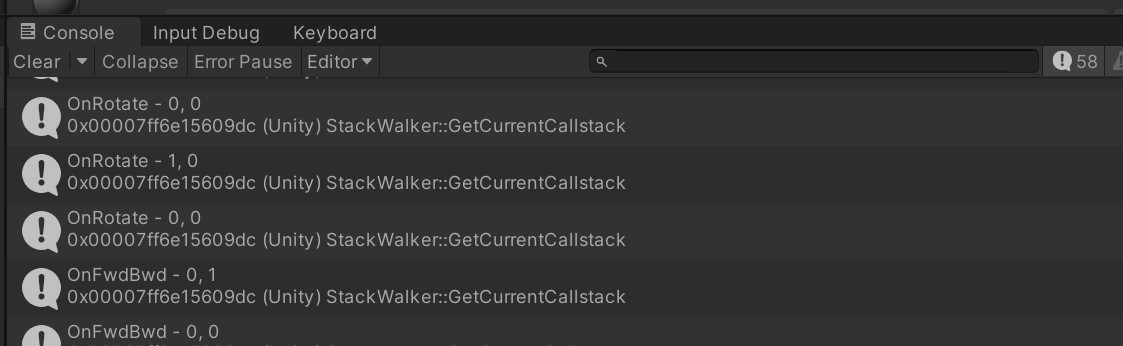 Console Input Debug Keyboard
Clear Collapse Error Pause Editor 58
OnRotate - 0, 0
0x00007ff6e15609dc (Unity) StackWalker::GetCurrentCallstack
OnRotate - 1, 0
0x00007ff6e15609dc (Unity) StackWalker::GetCurrentCallstack
OnRotate - 0, 0
0x00007ff6e15609dc (Unity) StackWalker::GetCurrentCallstack
OnFwdBwd - 0, 1
0x00007ff6e15609dc (Unity) StackWalker::GetCurrentCallstack
OnFwdBwd - 0, 0